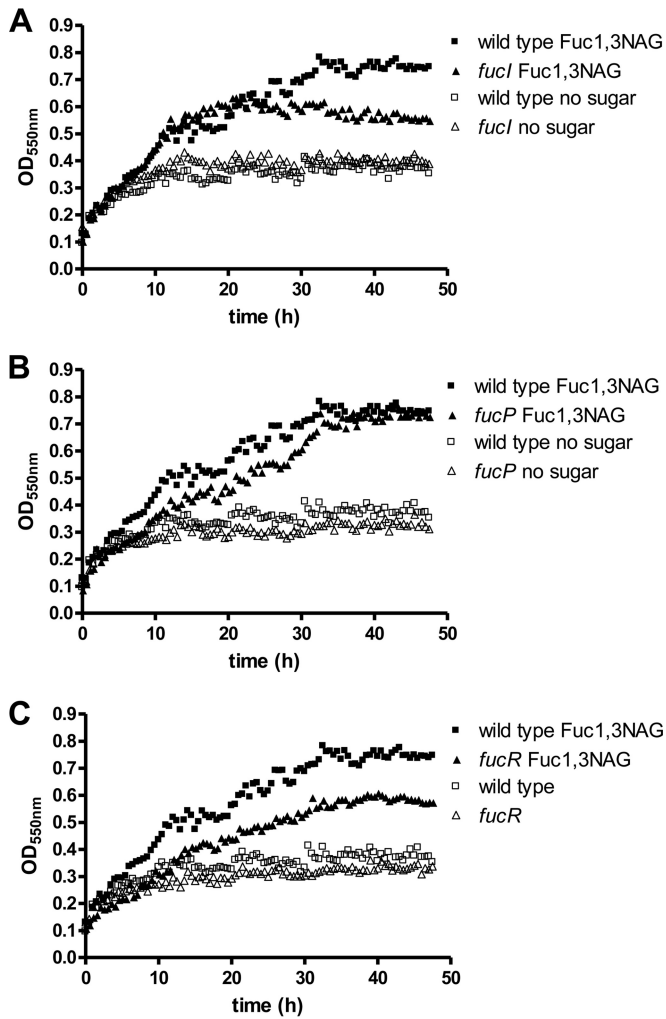 A
0.9
0.8
0.7
0.6
0.5
0.4
0.3
0.2
0.1
0.0
OD550nm
0
10
20
30
40
50
time (h)
wild type Fuc1,3NAG
fucI Fuc1,3NAG
wild type no sugar
fucI no sugar
B
0.9
0.8
0.7
0.6
0.5
0.4
0.3
0.2
0.1
0.0
OD550nm
0
10
20
30
40
50
time (h)
wild type Fuc1,3NAG
fucP Fuc1,3NAG
wild type no sugar
fucP no sugar
C
0.9
0.8
0.7
0.6
0.5
0.4
0.3
0.2
0.1
0.0
OD550nm
0
10
20
30
40
50
time (h)
wild type Fuc1,3NAG
fucR Fuc1,3NAG
wild type
fucR